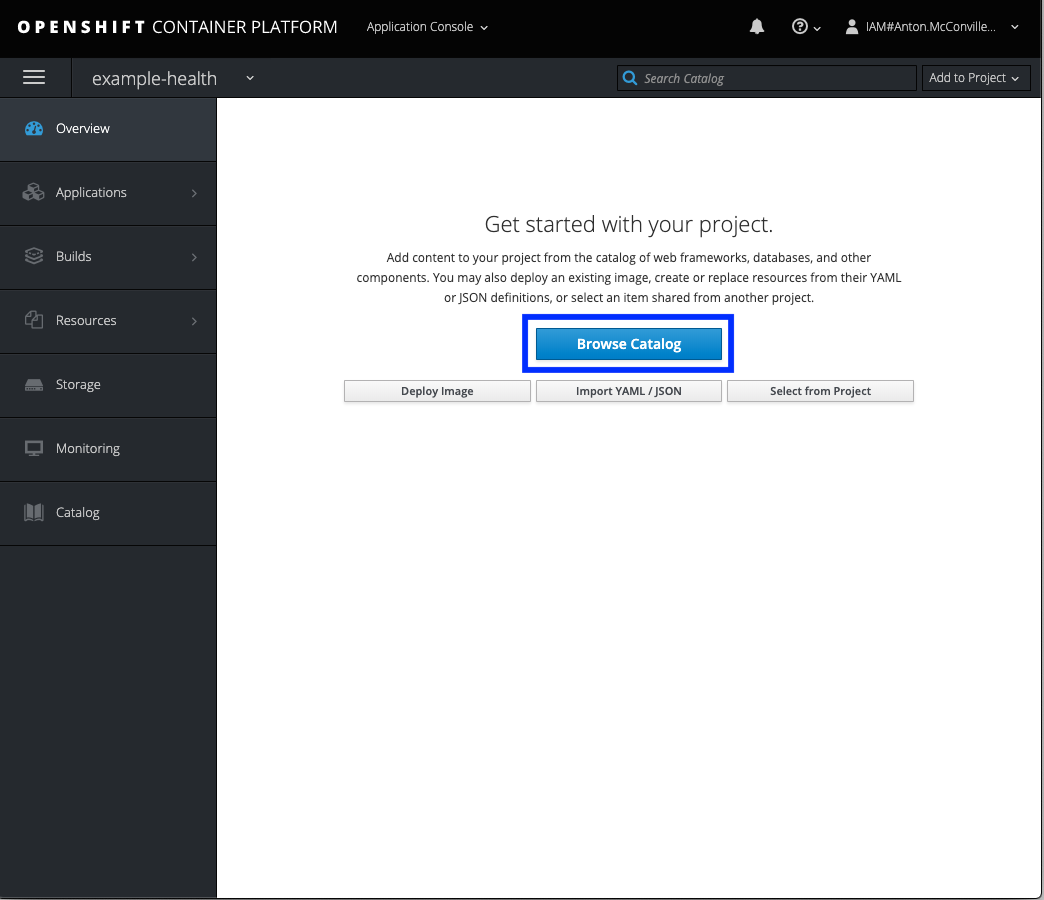 OPENSHIFT CONTAINER PLATFORM Application Console IAM#Anton.McConville...
example-health Search Catalog Add to Project
Overview
Applications
Builds
Resources
Storage
Monitoring
Catalog
Get started with your project.
Add content to your project from the catalog of web frameworks, databases, and other
components. You may also deploy an existing image, create or replace resources from their YAML
or JSON definitions, or select an item shared from another project.
Browse Catalog
Deploy Image Import YAML / JSON Select from Project